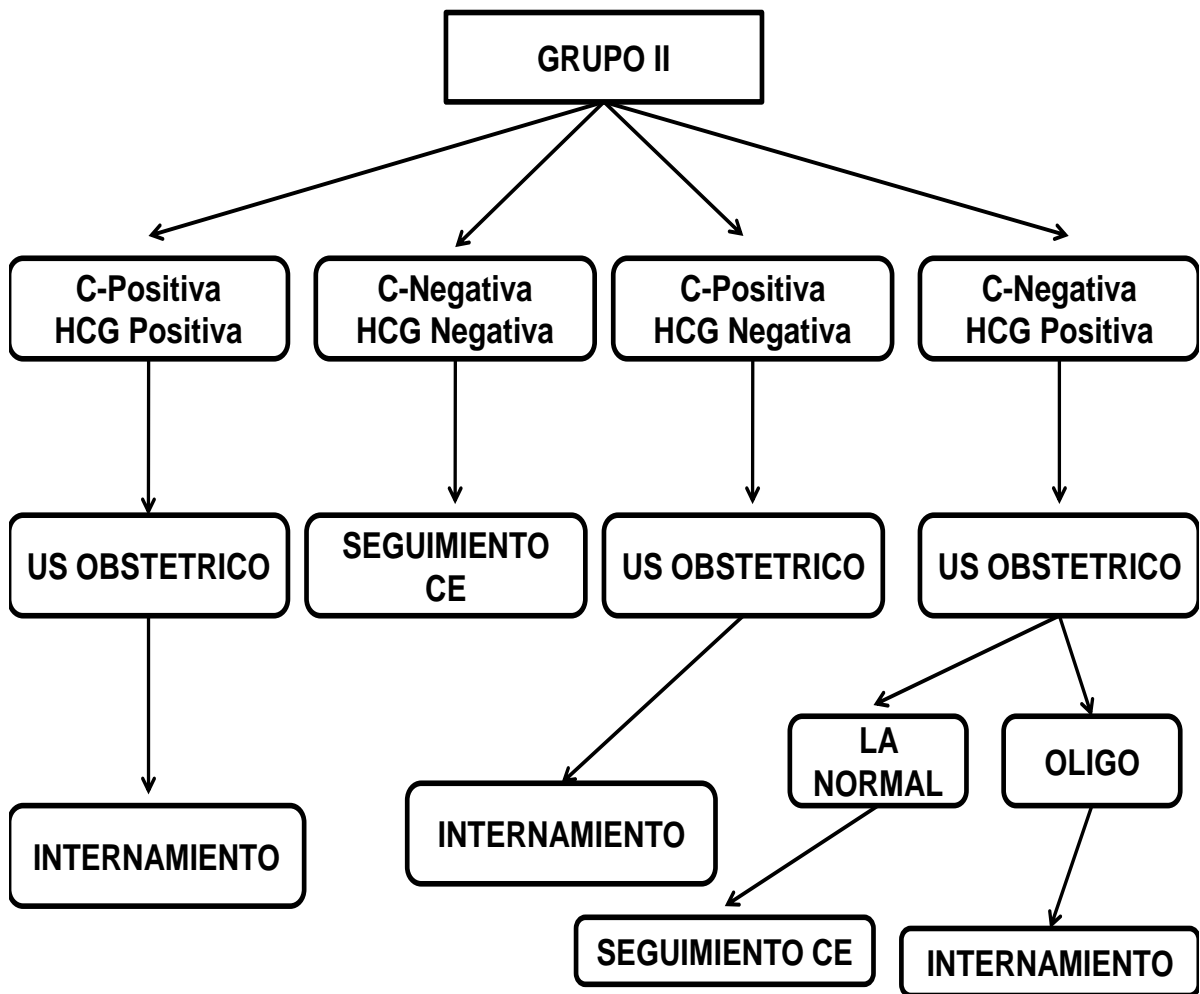 GRUPO II
C-Positiva
HCG Positiva
C-Negativa
HCG Negativa
C-Positiva
HCG Negativa
C-Negativa
HCG Positiva
US OBSTETRICO
SEGUIMIENTO
CE
US OBSTETRICO
US OBSTETRICO
LA
NORMAL
OLIGO
INTERNAMIENTO
INTERNAMIENTO
SEGUIMIENTO CE
INTERNAMIENTO